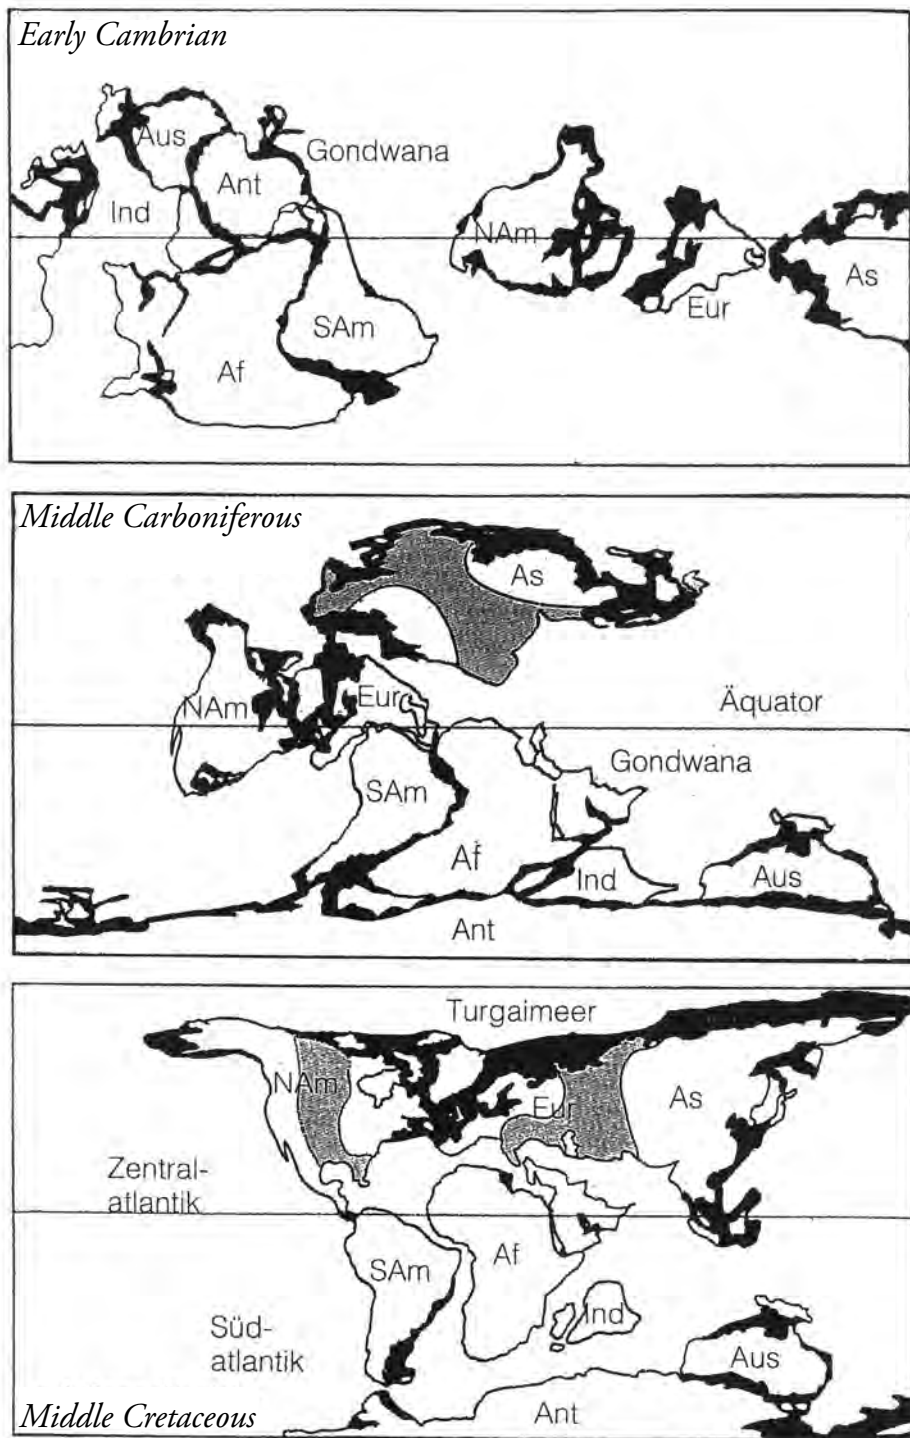 Early Cambrian
Aus
Gondwana
Ant
Ind
NAm
As
Eur
SAm
Af
Middle Carboniferous
As
NAm
Eur
Äquator
Gondwana
SAm
Af
Ind
Aus
Ant
Turgaimeer
NAm
Eur
As
Zentral-
atlantik
Af
SAm
Ind
Süd-
atlantik
Aus
Ant
Middle Cretaceous